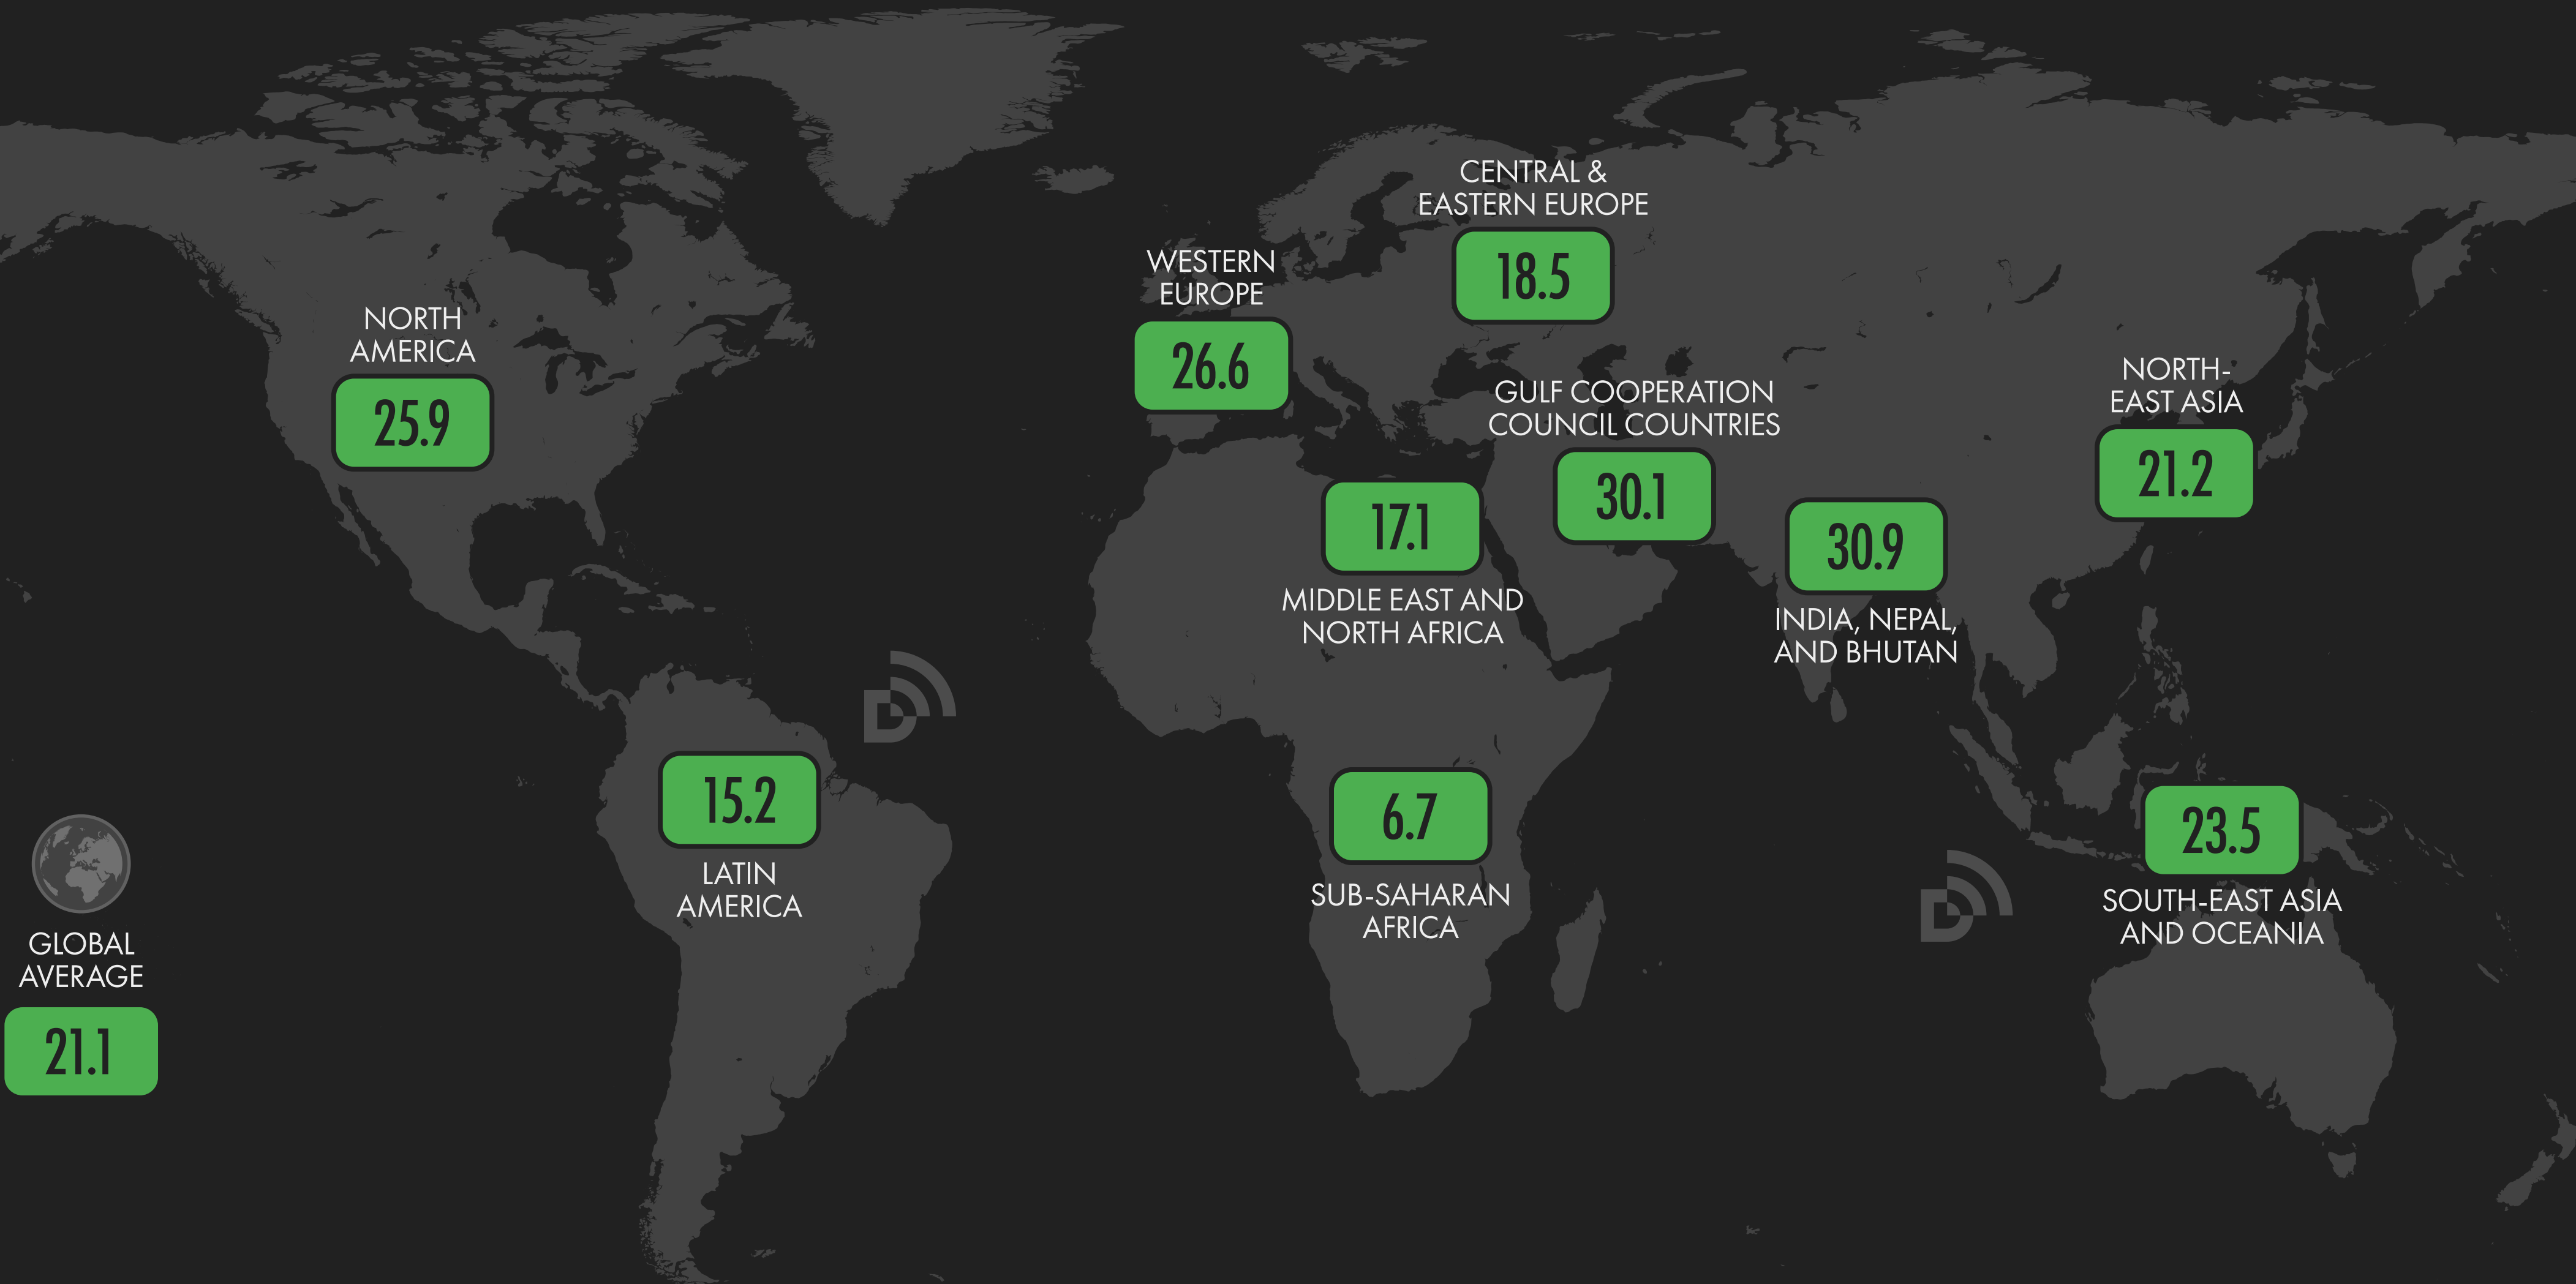 CENTRAL &
EASTERN EUROPE
18.5
WESTERN
EUROPE
26.6
NORTH
AMERICA
25.9
GULF COOPERATION
COUNCIL COUNTRIES
30.1
NORTH-
EAST ASIA
21.2
17.1
MIDDLE EAST AND
NORTH AFRICA
30.9
INDIA, NEPAL,
AND BHUTAN
15.2
LATIN
AMERICA
6.7
SUB-SAHARAN
AFRICA
23.5
SOUTH-EAST ASIA
AND OCEANIA
GLOBAL
AVERAGE
21.1